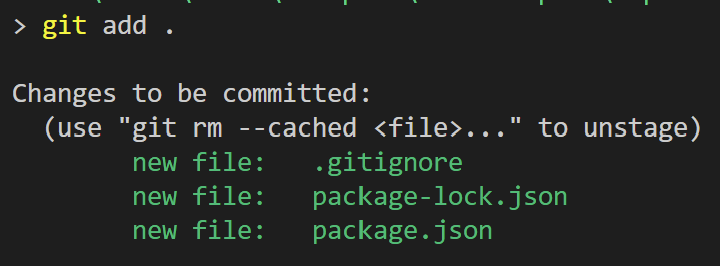 > git add .
Changes to be committed:
(use "git rm --cached <file>..." to unstage)
new file: .gitignore
new file: package-lock.json
new file: package.json